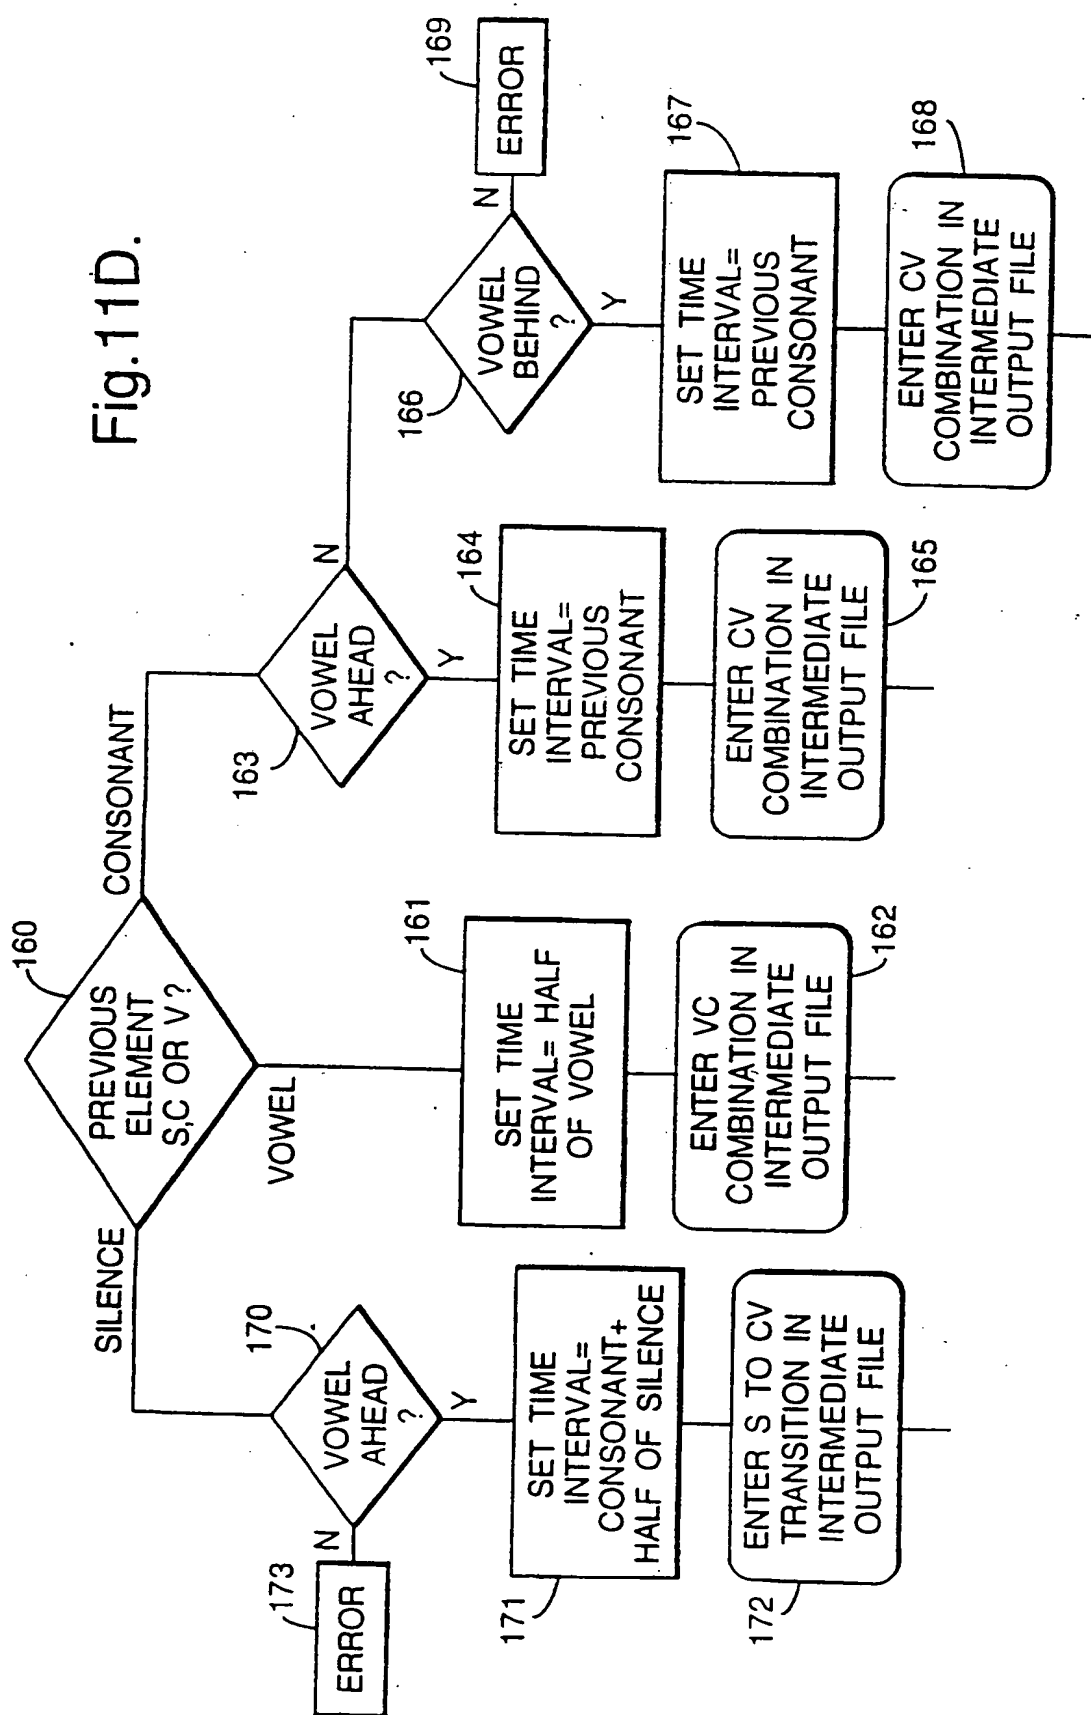 Fig.11D.
160
PREVIOUS
ELEMENT
S,C OR V ?
SILENCE
VOWEL
CONSONANT
170
VOWEL
AHEAD
?
N
Y
173
ERROR
171
SET TIME
INTERVAL=
CONSONANT+
HALF OF SILENCE
172
ENTER S TO CV
TRANSITION IN
INTERMEDIATE
OUTPUT FILE
161
SET TIME
INTERVAL= HALF
OF VOWEL
162
ENTER VC
COMBINATION IN
INTERMEDIATE
OUTPUT FILE
163
VOWEL
AHEAD
?
N
Y
164
SET TIME
INTERVAL=
PREVIOUS
CONSONANT
165
ENTER CV
COMBINATION IN
INTERMEDIATE
OUTPUT FILE
166
VOWEL
BEHIND
?
N
Y
169
ERROR
167
SET TIME
INTERVAL=
PREVIOUS
CONSONANT
168
ENTER CV
COMBINATION IN
INTERMEDIATE
OUTPUT FILE